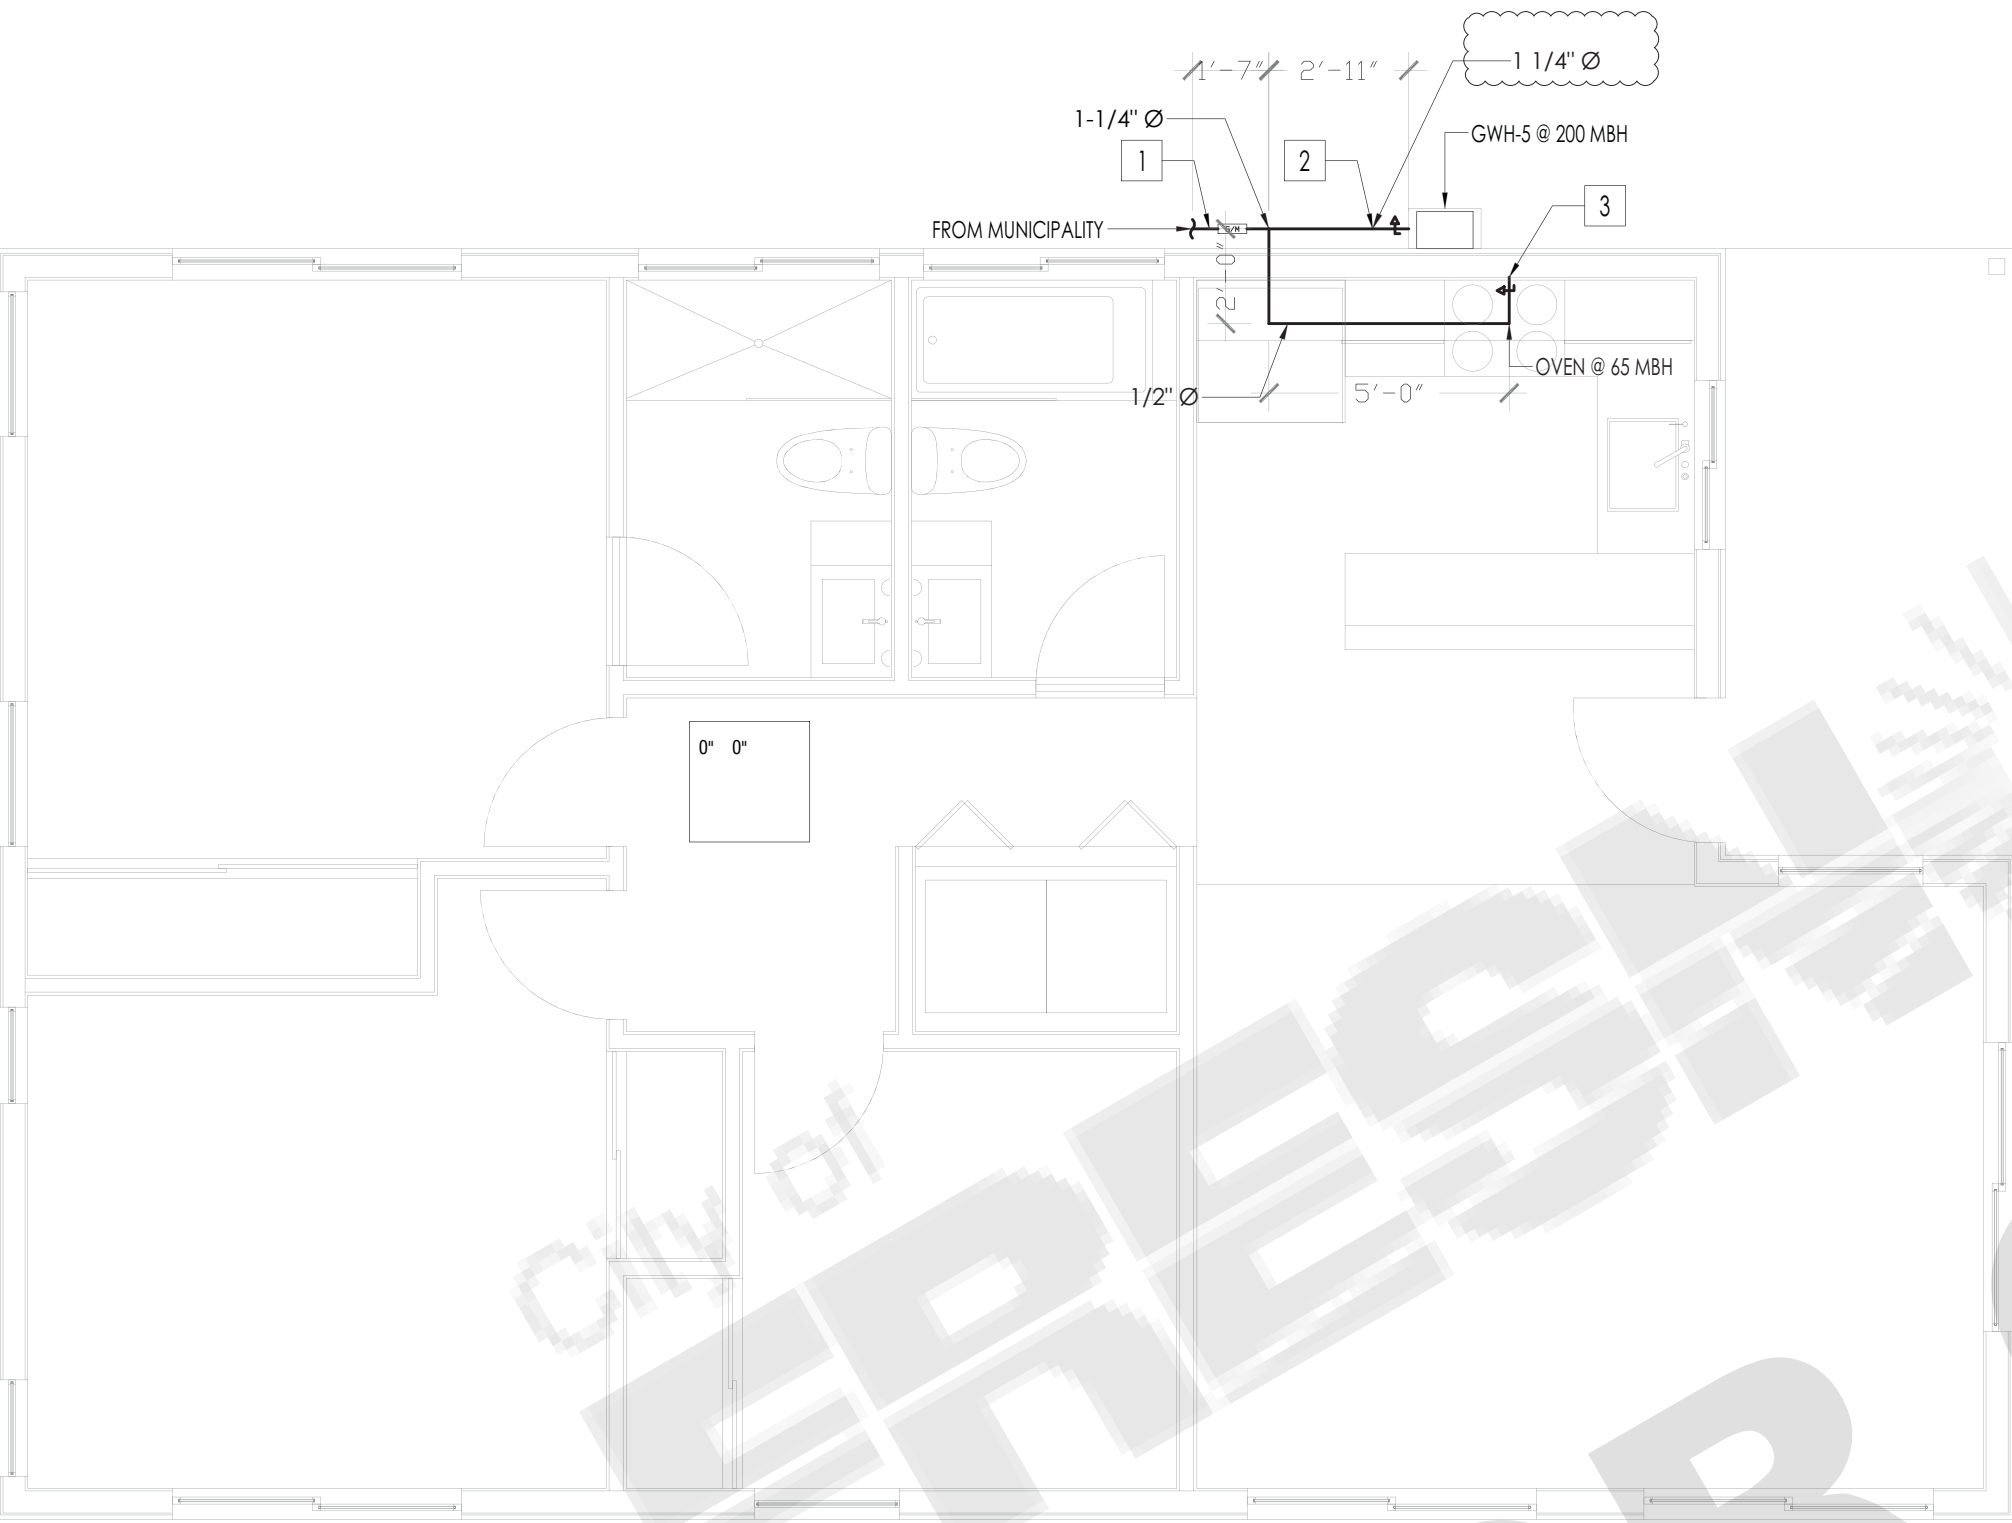 1 1/4" Ø
1'-7" 2'-11"
1-1/4" Ø
GWH-5 @ 200 MBH
1
2
3
FROM MUNICIPALITY
G/M
2'-0"
OVEN @ 65 MBH
1/2" Ø
5'-0"
0" 0"
City of